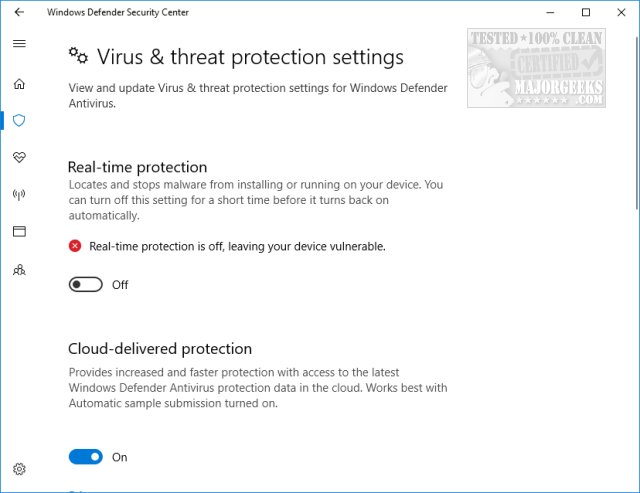 Windows Defender Security Center
TESTED ★ 100% CLEAN
CERTIFIED
MAJORGEEKS
.COM
Virus & threat protection settings
View and update Virus & threat protection settings for Windows Defender
Antivirus.
Real-time protection
Locates and stops malware from installing or running on your device. You
can turn off this setting for a short time before it turns back on
automatically.
Real-time protection is off, leaving your device vulnerable.
Off
Cloud-delivered protection
Provides increased and faster protection with access to the latest
Windows Defender Antivirus protection data in the cloud. Works best with
Automatic sample submission turned on.
On